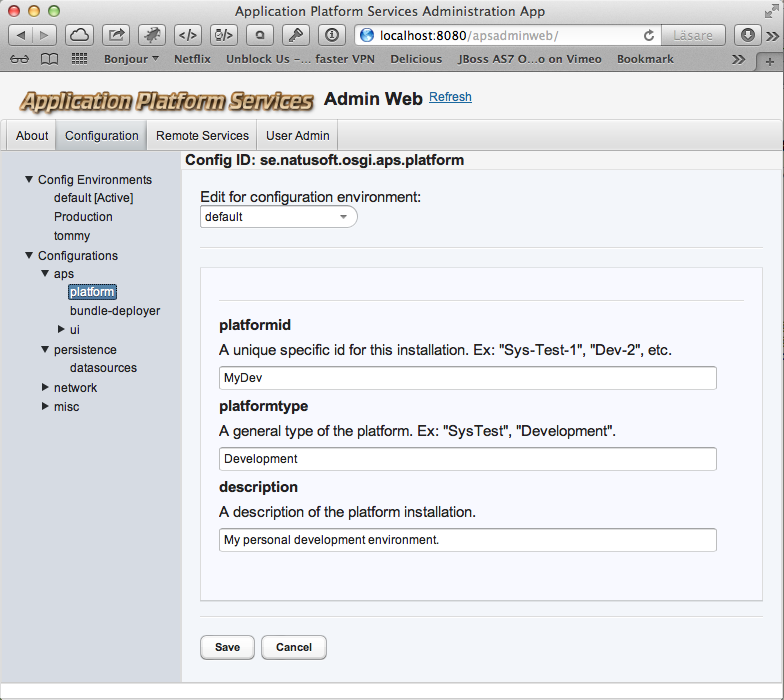 Application Platform Services Administration App
localhost:8080/apsadminweb/ Läsare
Bonjour Netflix Unblock Us –... faster VPN Delicious JBoss AS7 O...o on Vimeo Bookmark
Application Platform Services Admin Web Refresh
About Configuration Remote Services User Admin
Config ID: se.natusoft.osgi.aps.platform
Config Environments
default [Active]
Production
tommy
Configurations
aps
platform
bundle-deployer
ui
persistence
datasources
network
misc
Edit for configuration environment:
default
platformid
A unique specific id for this installation. Ex: "Sys-Test-1", "Dev-2", etc.
MyDev
platformtype
A general type of the platform. Ex: "SysTest", "Development".
Development
description
A description of the platform installation.
My personal development environment.
Save Cancel